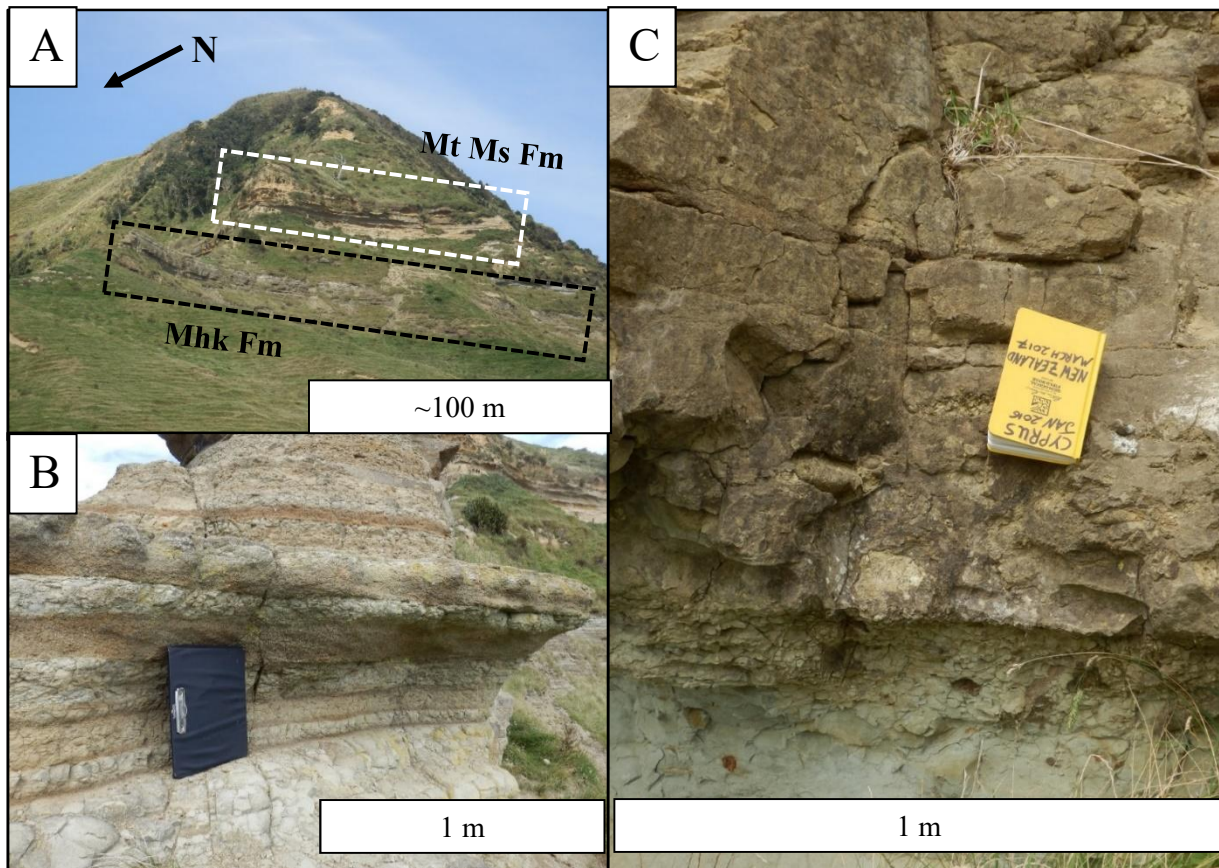 A
N
Mt Ms Fm
Mhk Fm
~100 m
B
1 m
C
NEW ZEALAND
MARCH 2017
CYPRUS
JAN 2016
1 m